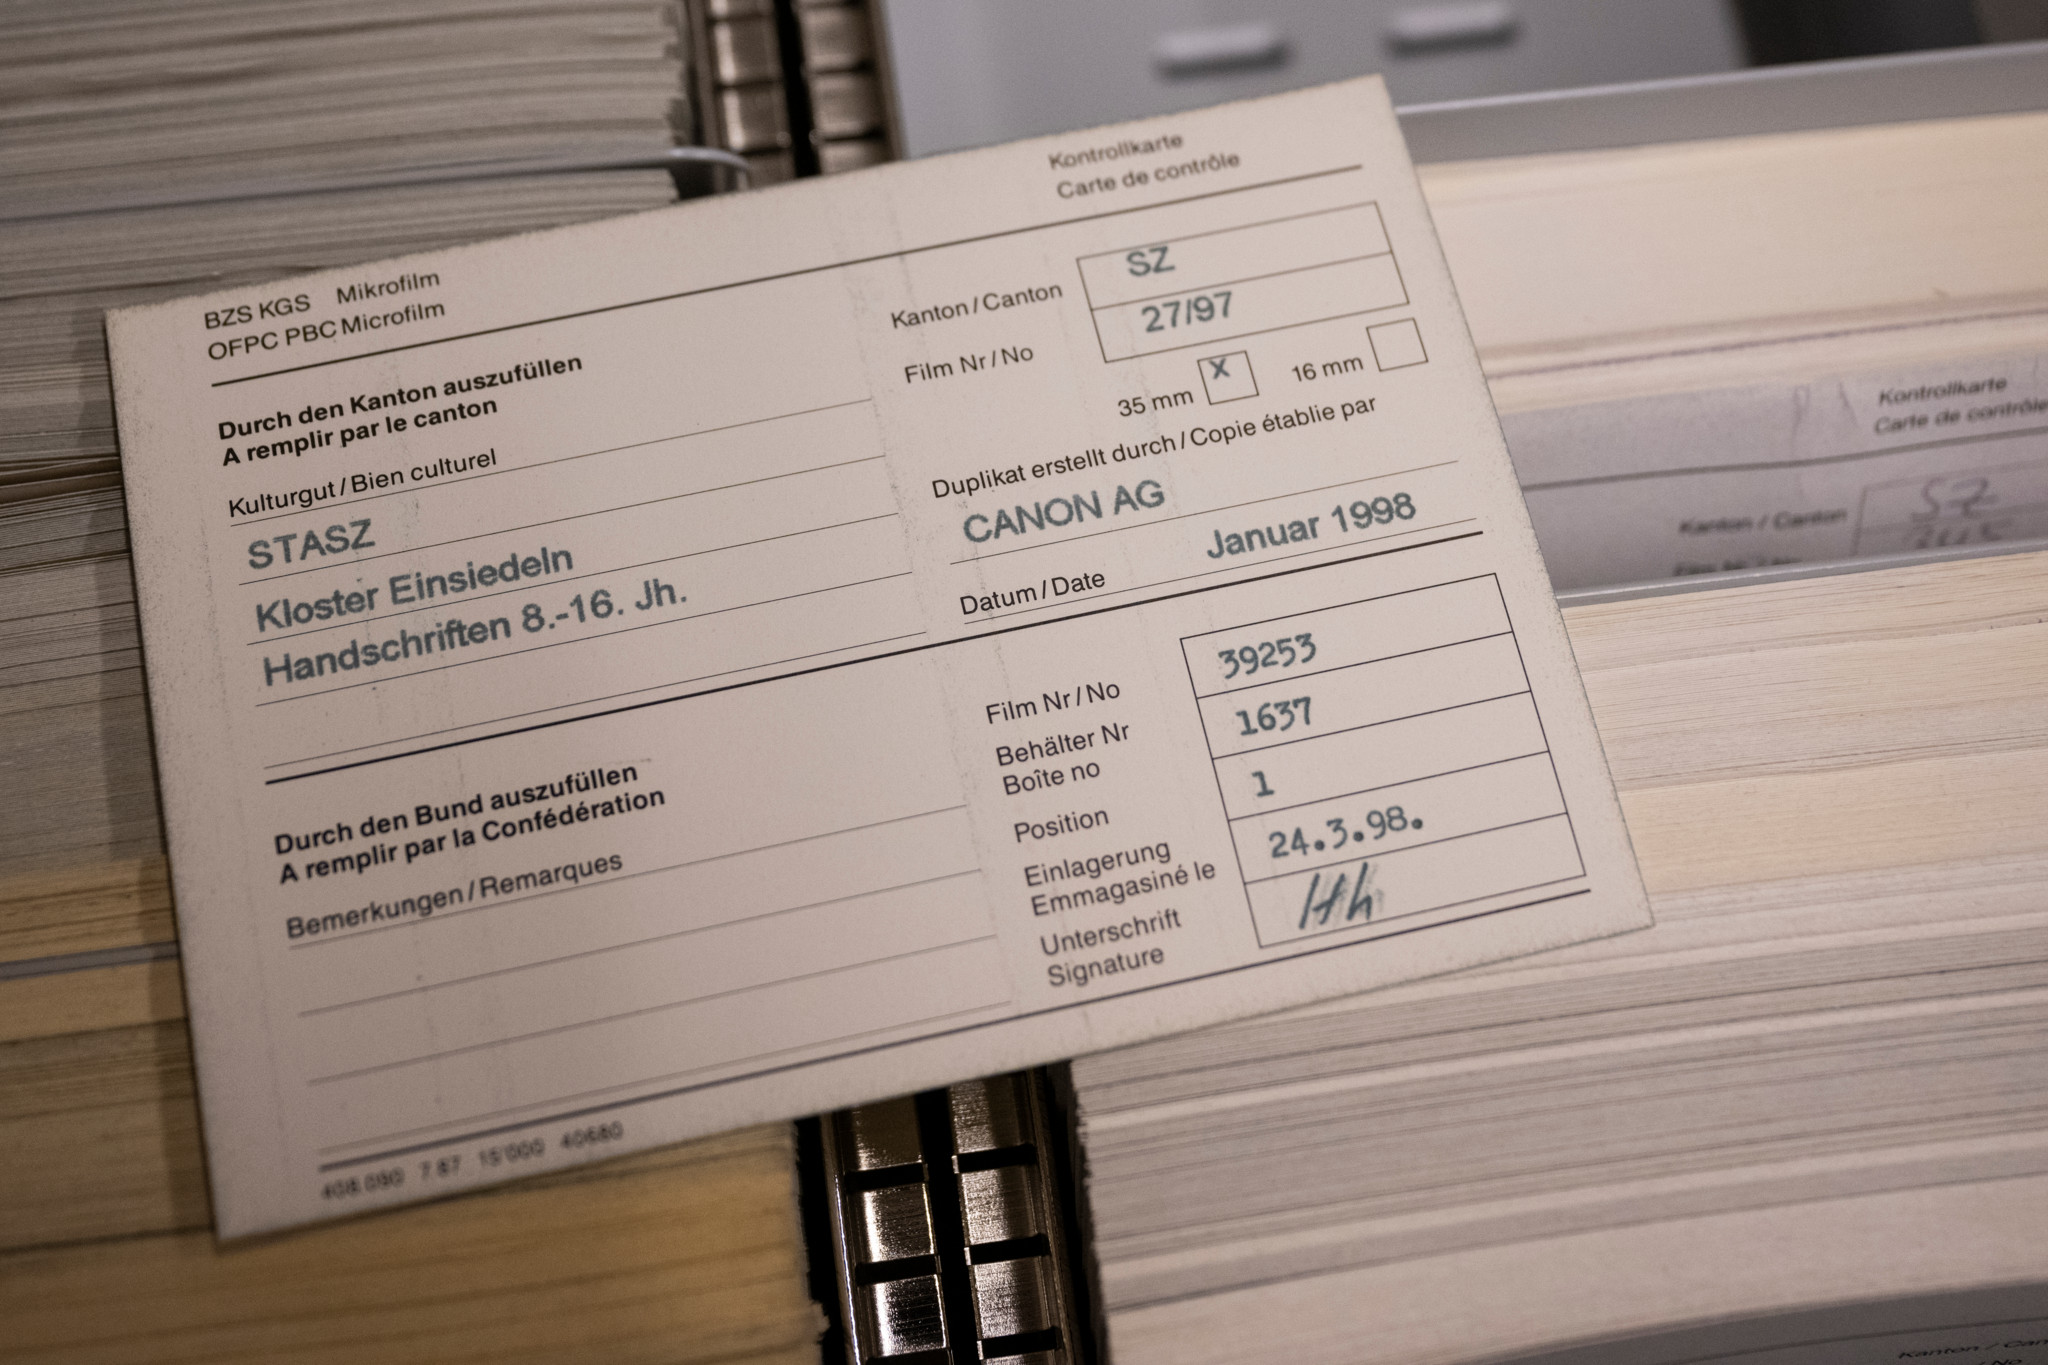 Kontrollkarte
Carte de contrôle
BZS KGS Mikrofilm
OFPC PBC Microfilm
Durch den Kanton auszufüllen
A remplir par le canton
Kulturgut / Bien culturel
STASZ
Kloster Einsiedeln
Handschriften 8.-16. Jh.
Kanton / Canton SZ
Film Nr / No 27/97
35 mm X 16 mm
Duplikat erstellt durch / Copie établie par
CANON AG
Datum / Date Januar 1998
Durch den Bund auszufüllen
A remplir par la Confédération
Bemerkungen / Remarques
Film Nr / No 39253
Behälter Nr 1637
Boîte no
Position 1
Einlagerung 24.3.98.
Emmagasiné le
Unterschrift
Signature
408.090 7.87 15'000 40680
Kontrollkarte
Carte de contrôle
Kanton / Canton SZ
Kanton / Can